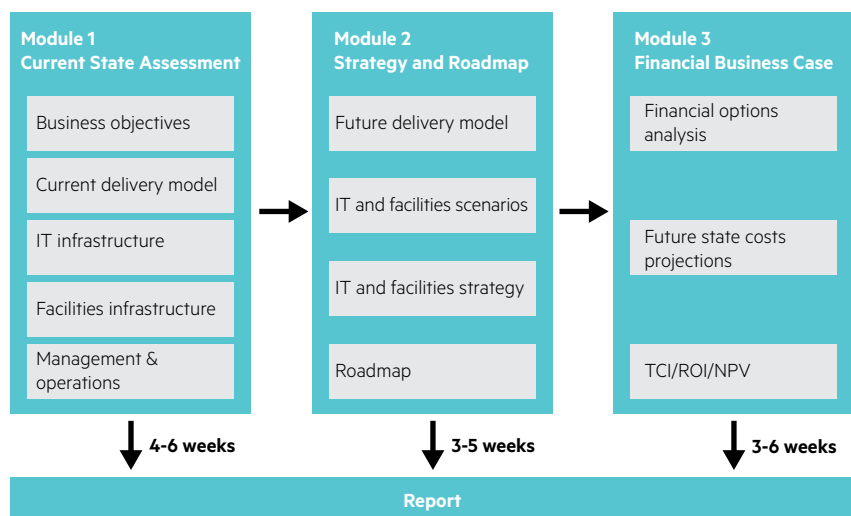 Module 1
Current State Assessment
Business objectives
Current delivery model
IT infrastructure
Facilities infrastructure
Management &
operations
4-6 weeks
Module 2
Strategy and Roadmap
Future delivery model
IT and facilities scenarios
IT and facilities strategy
Roadmap
3-5 weeks
Module 3
Financial Business Case
Financial options
analysis
Future state costs
projections
TCI/ROI/NPV
3-6 weeks
Report